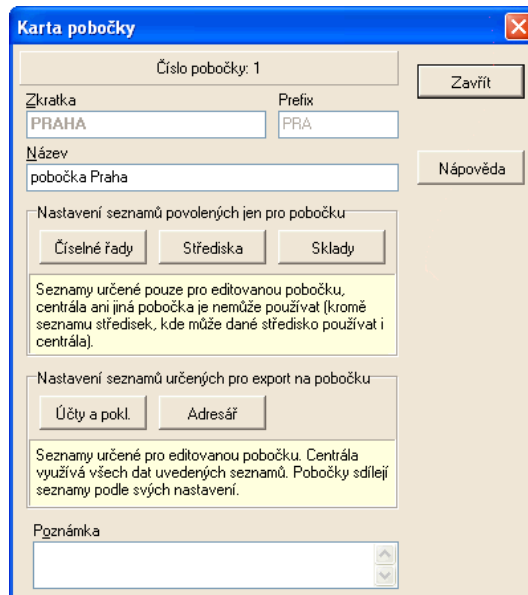 Karta pobočky
Číslo pobočky: 1
Zavřít
Zkratka
Prefix
PRAHA
PRA
Název
pobočka Praha
Nápověda
Nastavení seznamů povolených jen pro pobočku
Číselné řady
Střediska
Sklady
Seznamy určené pouze pro editovanou pobočku,
centrála ani jiná pobočka je nemůže používat (kromě
seznamu středisek, kde může dané středisko používat i
centrála).
Nastavení seznamů určených pro export na pobočku
Účty a pokl.
Adresář
Seznamy určené pro editovanou pobočku. Centrála
využívá všech dat uvedených seznamů. Pobočky sdílejí
seznamy podle svých nastavení.
Poznámka